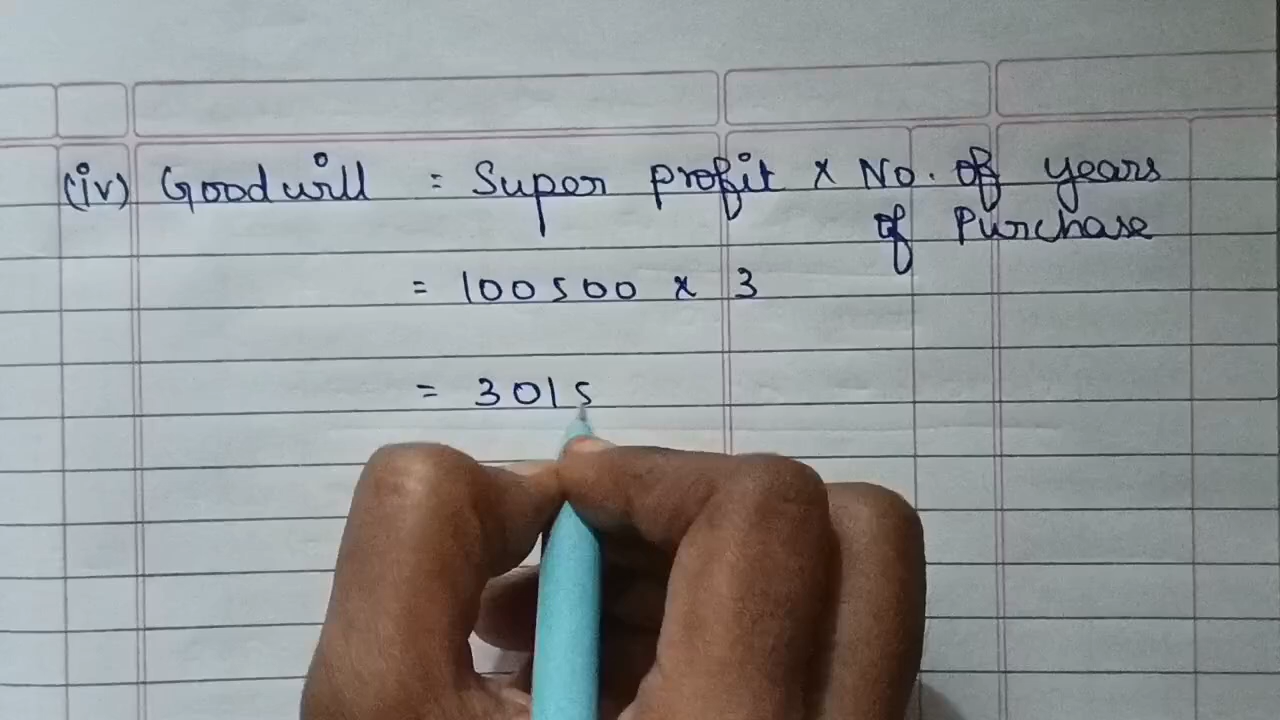 (iv) Goodwill = Super profit x No. of years
of Purchase
= 100500 x 3
= 3015